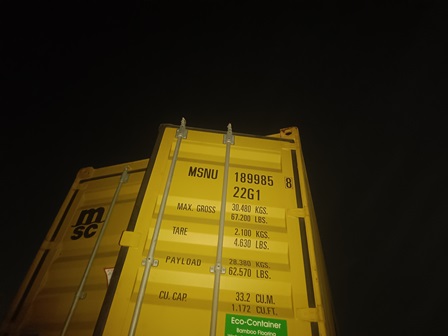 m
sc
MSNU 189985 8
22G1
MAX. GROSS 30.480 KGS.
67.200 LBS.
TARE 2.100 KGS.
4.630 LBS.
PAYLOAD 28.380 KGS.
62.570 LBS.
CU. CAP. 33.2 CU.M.
1.172 CU.FT.
Eco-Container
Bamboo Flooring